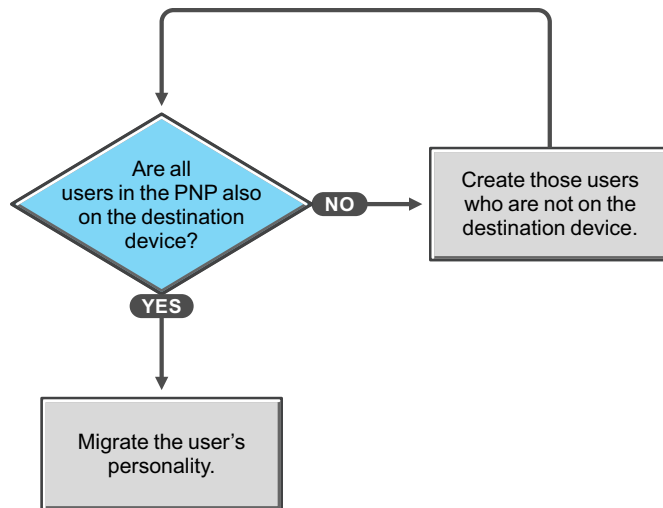 Are all
users in the PNP also
on the destination
device?
NO
Create those users
who are not on the
destination device.
YES
Migrate the user's
personality.